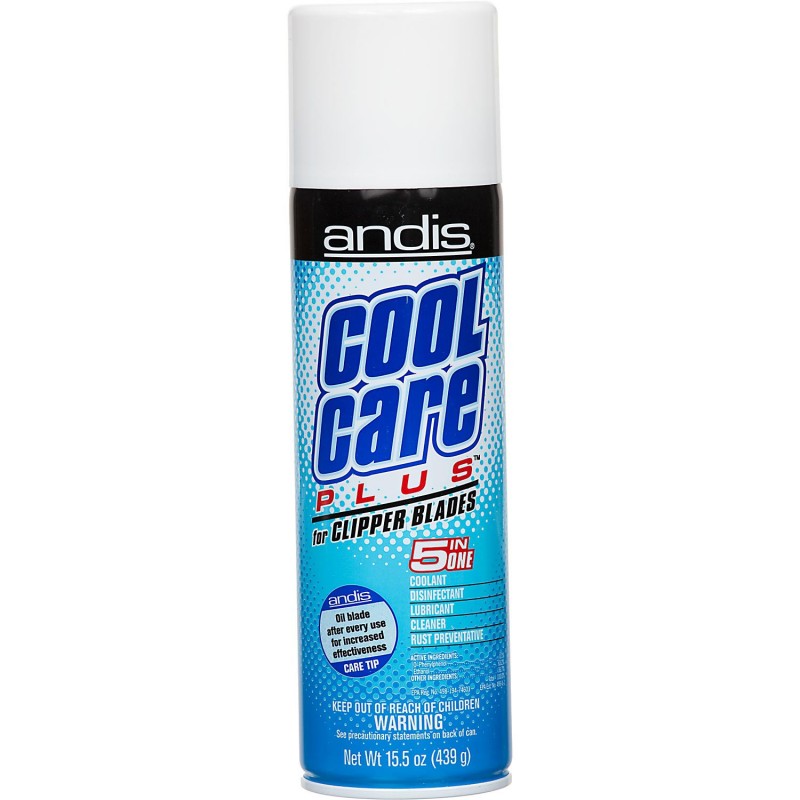 andis®
COOL
Care
PLUS™
for CLIPPER BLADES
5 IN ONE
COOLANT
DISINFECTANT
LUBRICANT
CLEANER
RUST PREVENTATIVE
andis
Oil blade
after every use
for increased
effectiveness
CARE TIP
ACTIVE INGREDIENTS:
Ethanol
OTHER INGREDIENTS:
KEEP OUT OF REACH OF CHILDREN
WARNING
See precautionary statements on back of can.
Net Wt 15.5 oz (439 g)